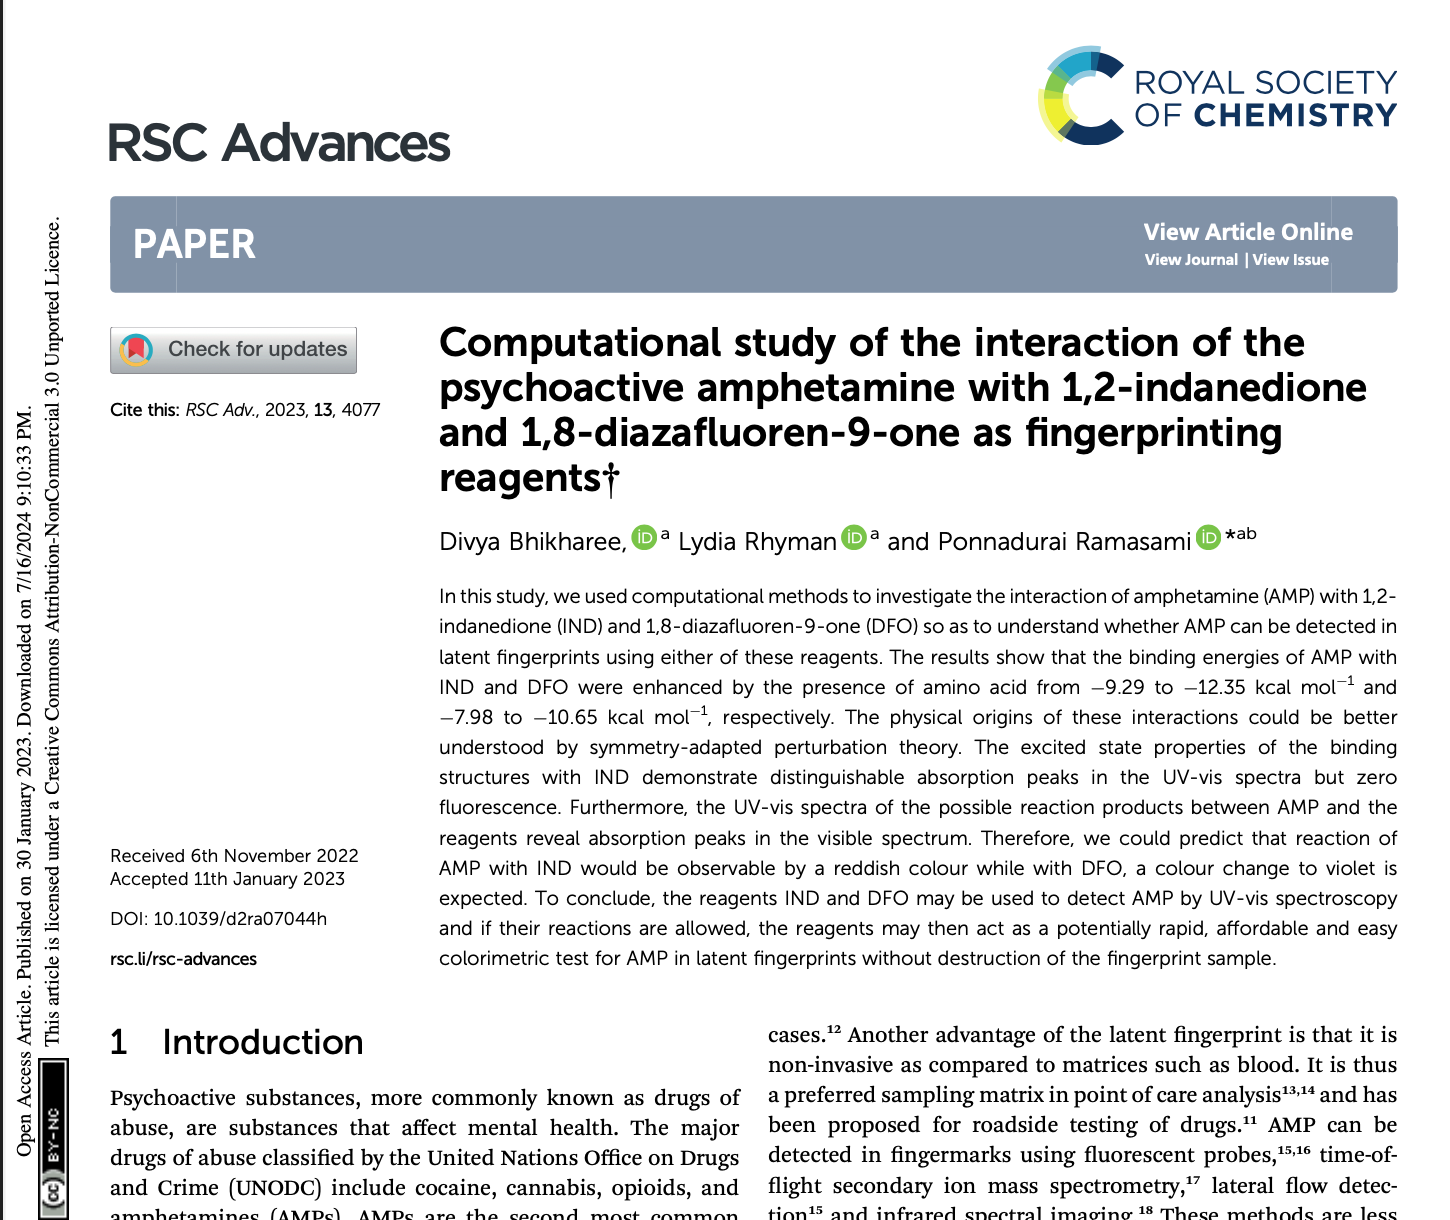 ROYAL SOCIETY
OF CHEMISTRY
RSC Advances
PAPER
View Article Online
View Journal | View Issue
Check for updates
Cite this: RSC Adv., 2023, 13, 4077
Computational study of the interaction of the
psychoactive amphetamine with 1,2-indanedione
and 1,8-diazafluoren-9-one as fingerprinting
reagents†
Divya Bhikharee, iD a Lydia Rhyman iD a and Ponnadurai Ramasami iD *ab
In this study, we used computational methods to investigate the interaction of amphetamine (AMP) with 1,2-
indanedione (IND) and 1,8-diazafluoren-9-one (DFO) so as to understand whether AMP can be detected in
latent fingerprints using either of these reagents. The results show that the binding energies of AMP with
IND and DFO were enhanced by the presence of amino acid from −9.29 to −12.35 kcal mol⁻¹ and
−7.98 to −10.65 kcal mol⁻¹, respectively. The physical origins of these interactions could be better
understood by symmetry-adapted perturbation theory. The excited state properties of the binding
structures with IND demonstrate distinguishable absorption peaks in the UV-vis spectra but zero
fluorescence. Furthermore, the UV-vis spectra of the possible reaction products between AMP and the
reagents reveal absorption peaks in the visible spectrum. Therefore, we could predict that reaction of
AMP with IND would be observable by a reddish colour while with DFO, a colour change to violet is
expected. To conclude, the reagents IND and DFO may be used to detect AMP by UV-vis spectroscopy
and if their reactions are allowed, the reagents may then act as a potentially rapid, affordable and easy
colorimetric test for AMP in latent fingerprints without destruction of the fingerprint sample.
Received 6th November 2022
Accepted 11th January 2023
DOI: 10.1039/d2ra07044h
rsc.li/rsc-advances
1 Introduction
Psychoactive substances, more commonly known as drugs of
abuse, are substances that affect mental health. The major
drugs of abuse classified by the United Nations Office on Drugs
and Crime (UNODC) include cocaine, cannabis, opioids, and
amphetamines (AMPs). AMPs are the second most common
cases.¹² Another advantage of the latent fingerprint is that it is
non-invasive as compared to matrices such as blood. It is thus
a preferred sampling matrix in point of care analysis¹³,¹⁴ and has
been proposed for roadside testing of drugs.¹¹ AMP can be
detected in fingermarks using fluorescent probes,¹⁵,¹⁶ time-of-
flight secondary ion mass spectrometry,¹⁷ lateral flow detec-
tion¹⁵ and infrared spectral imaging.¹⁸ These methods are less
Open Access Article. Published on 30 January 2023. Downloaded on 7/16/2024 9:10:33 PM.
This article is licensed under a Creative Commons Attribution-NonCommercial 3.0 Unported Licence.
(cc) BY-NC